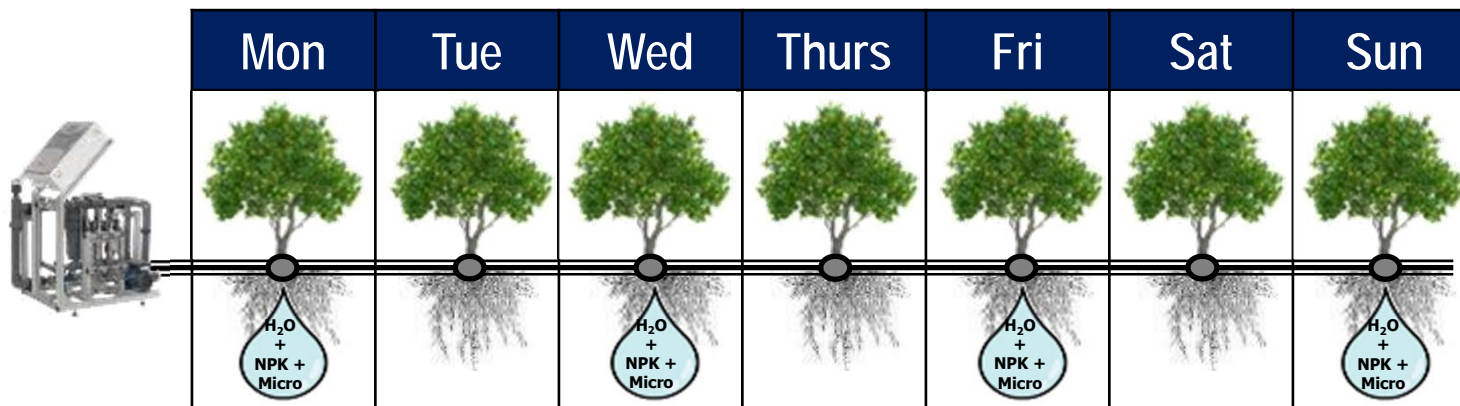 Mon Tue Wed Thurs Fri Sat Sun
H₂O
+
NPK +
Micro
H₂O
+
NPK +
Micro
H₂O
+
NPK +
Micro
H₂O
+
NPK +
Micro